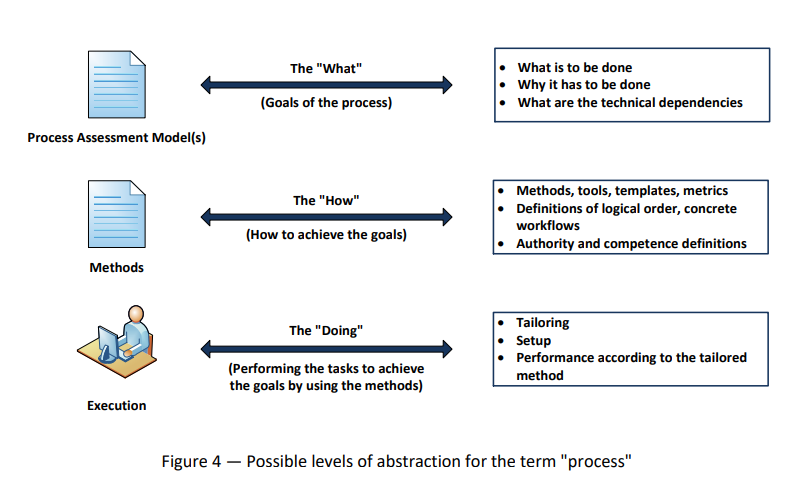 The "What"
(Goals of the process)
Process Assessment Model(s)
• What is to be done
• Why it has to be done
• What are the technical dependencies
The "How"
(How to achieve the goals)
Methods
• Methods, tools, templates, metrics
• Definitions of logical order, concrete
workflows
• Authority and competence definitions
The "Doing"
(Performing the tasks to achieve
the goals by using the methods)
Execution
• Tailoring
• Setup
• Performance according to the tailored
method
Figure 4 — Possible levels of abstraction for the term "process"